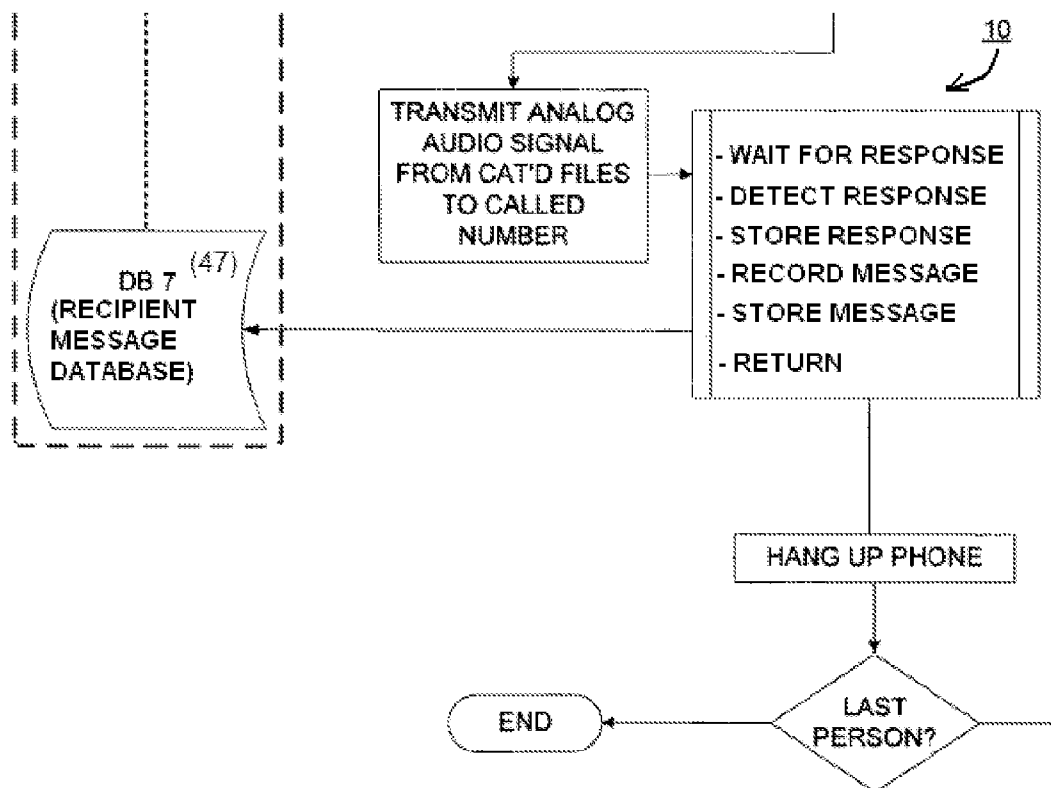 10
TRANSMIT ANALOG
AUDIO SIGNAL
FROM CAT'D FILES
TO CALLED
NUMBER
- WAIT FOR RESPONSE
- DETECT RESPONSE
- STORE RESPONSE
- RECORD MESSAGE
- STORE MESSAGE
- RETURN
DB 7 (47)
(RECIPIENT
MESSAGE
DATABASE)
HANG UP PHONE
LAST
PERSON?
END